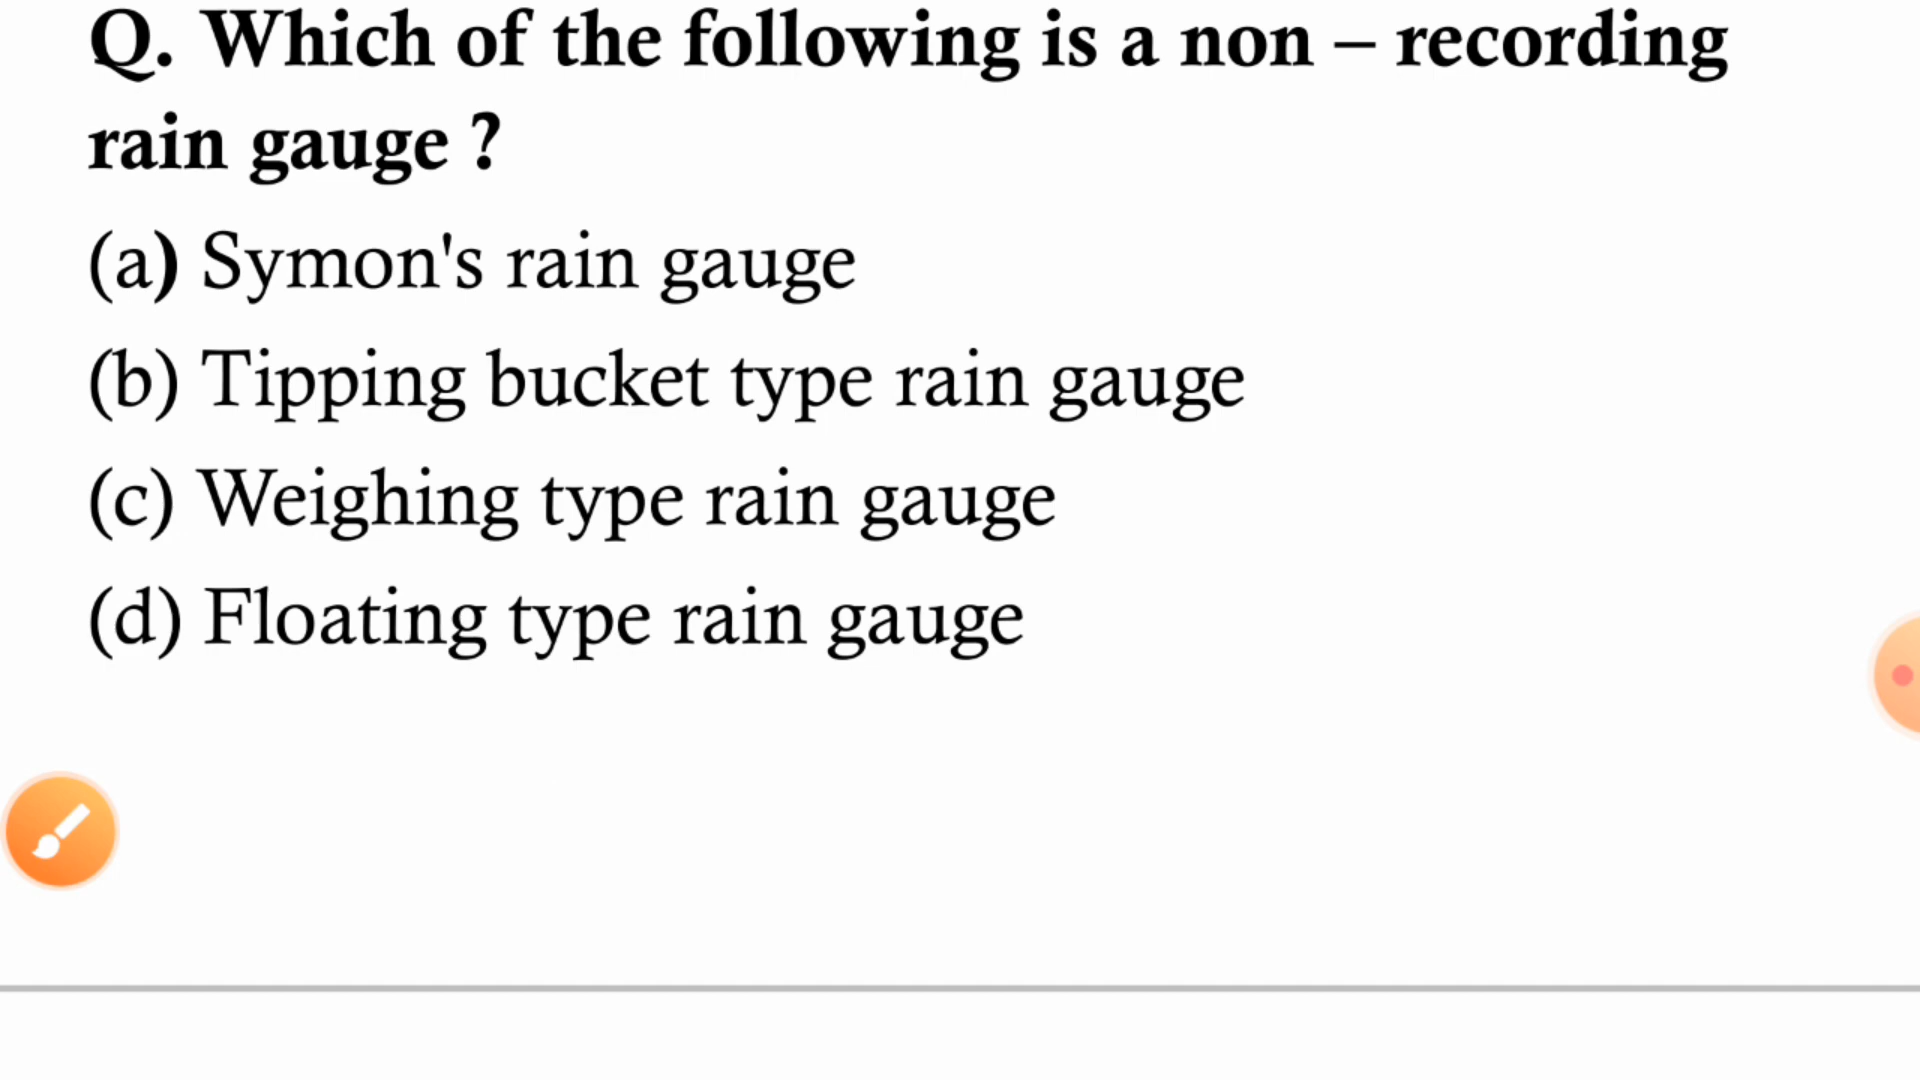 Q. Which of the following is a non – recording
rain gauge ?
(a) Symon's rain gauge
(b) Tipping bucket type rain gauge
(c) Weighing type rain gauge
(d) Floating type rain gauge